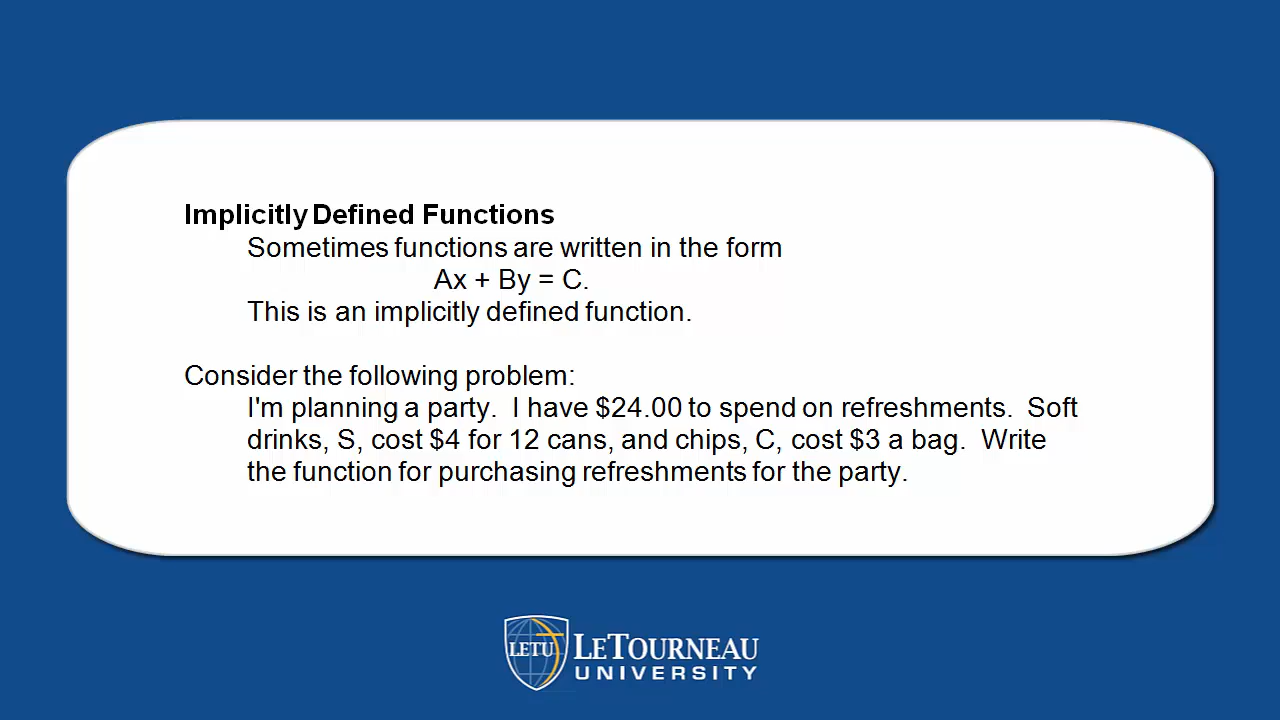 Implicitly Defined Functions
Sometimes functions are written in the form
Ax + By = C.
This is an implicitly defined function.
Consider the following problem:
I'm planning a party. I have $24.00 to spend on refreshments. Soft
drinks, S, cost $4 for 12 cans, and chips, C, cost $3 a bag. Write
the function for purchasing refreshments for the party.
LETU
LETOURNEAU
UNIVERSITY